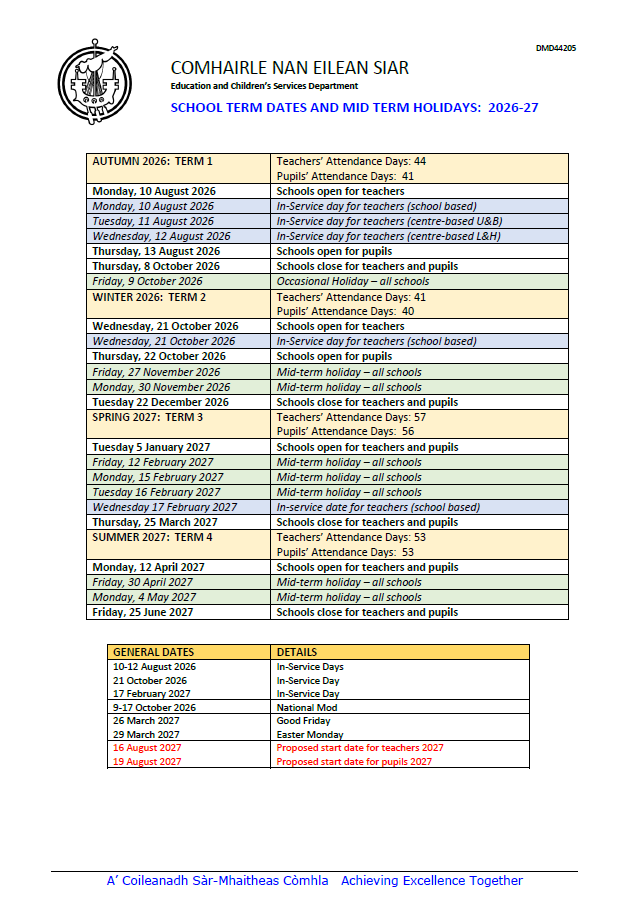 DMD44205
COMHAIRLE NAN EILEAN SIAR
Education and Children's Services Department
SCHOOL TERM DATES AND MID TERM HOLIDAYS: 2026-27
AUTUMN 2026: TERM 1 Teachers' Attendance Days: 44
Pupils' Attendance Days: 41
Monday, 10 August 2026 Schools open for teachers
Monday, 10 August 2026 In-Service day for teachers (school based)
Tuesday, 11 August 2026 In-Service day for teachers (centre-based U&B)
Wednesday, 12 August 2026 In-Service day for teachers (centre-based L&H)
Thursday, 13 August 2026 Schools open for pupils
Thursday, 8 October 2026 Schools close for teachers and pupils
Friday, 9 October 2026 Occasional Holiday – all schools
WINTER 2026: TERM 2 Teachers' Attendance Days: 41
Pupils' Attendance Days: 40
Wednesday, 21 October 2026 Schools open for teachers
Wednesday, 21 October 2026 In-Service day for teachers (school based)
Thursday, 22 October 2026 Schools open for pupils
Friday, 27 November 2026 Mid-term holiday – all schools
Monday, 30 November 2026 Mid-term holiday – all schools
Tuesday 22 December 2026 Schools close for teachers and pupils
SPRING 2027: TERM 3 Teachers' Attendance Days: 57
Pupils' Attendance Days: 56
Tuesday 5 January 2027 Schools open for teachers and pupils
Friday, 12 February 2027 Mid-term holiday – all schools
Monday, 15 February 2027 Mid-term holiday – all schools
Tuesday 16 February 2027 Mid-term holiday – all schools
Wednesday 17 February 2027 In-service date for teachers (school based)
Thursday, 25 March 2027 Schools close for teachers and pupils
SUMMER 2027: TERM 4 Teachers' Attendance Days: 53
Pupils' Attendance Days: 53
Monday, 12 April 2027 Schools open for teachers and pupils
Friday, 30 April 2027 Mid-term holiday – all schools
Monday, 4 May 2027 Mid-term holiday – all schools
Friday, 25 June 2027 Schools close for teachers and pupils
GENERAL DATES DETAILS
10-12 August 2026 In-Service Days
21 October 2026 In-Service Day
17 February 2027 In-Service Day
9-17 October 2026 National Mod
26 March 2027 Good Friday
29 March 2027 Easter Monday
16 August 2027 Proposed start date for teachers 2027
19 August 2027 Proposed start date for pupils 2027
A' Coileanadh Sàr-Mhaitheas Còmhla Achieving Excellence Together